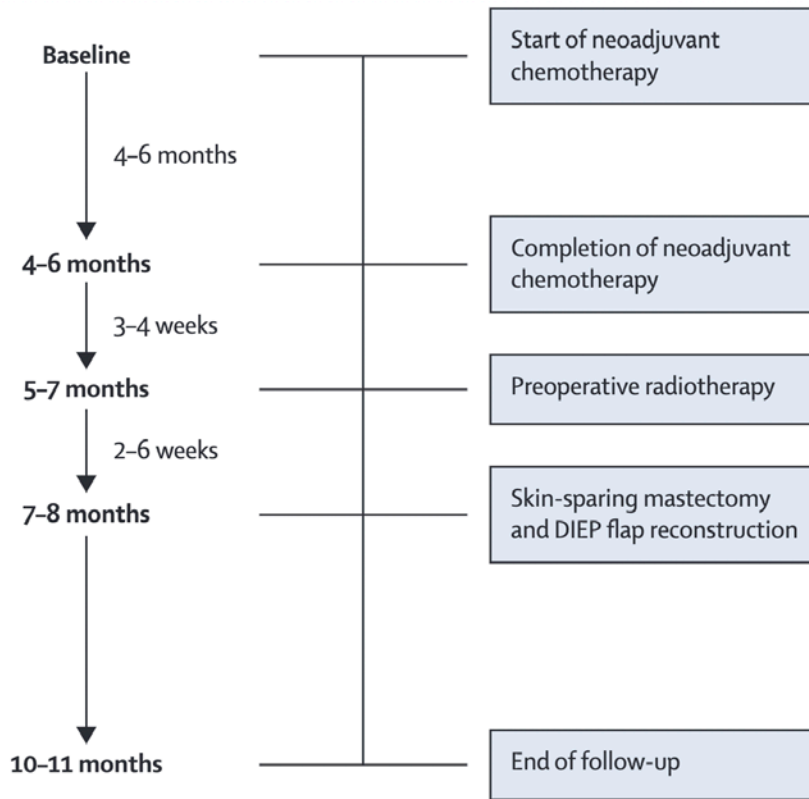 Baseline
Start of neoadjuvant
chemotherapy
4–6 months
4–6 months
Completion of neoadjuvant
chemotherapy
3–4 weeks
5–7 months
Preoperative radiotherapy
2–6 weeks
7–8 months
Skin-sparing mastectomy
and DIEP flap reconstruction
10–11 months
End of follow-up